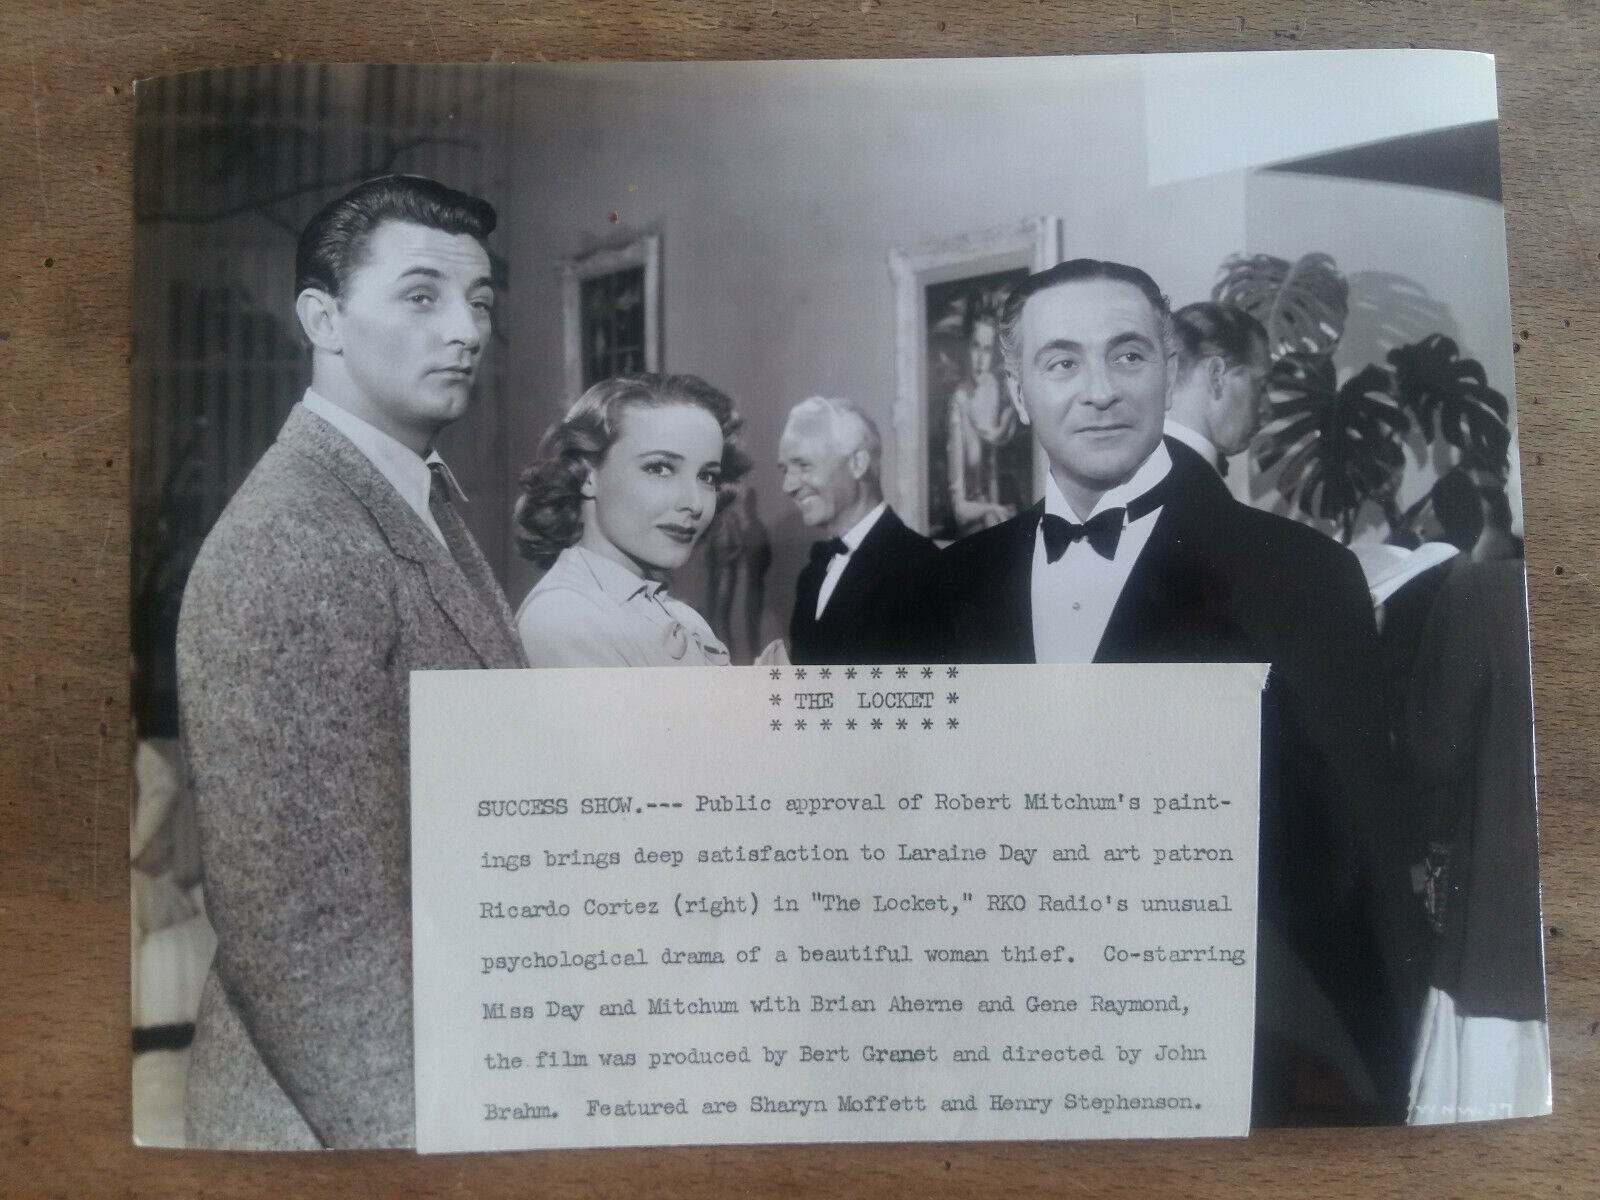 * * * * * * * *
* THE LOCKET *
* * * * * * * *
SUCCESS SHOW.--- Public approval of Robert Mitchum's paint-
ings brings deep satisfaction to Laraine Day and art patron
Ricardo Cortez (right) in "The Locket," RKO Radio's unusual
psychological drama of a beautiful woman thief. Co-starring
Miss Day and Mitchum with Brian Aherne and Gene Raymond,
the film was produced by Bert Granet and directed by John
Brahm. Featured are Sharyn Moffett and Henry Stephenson.